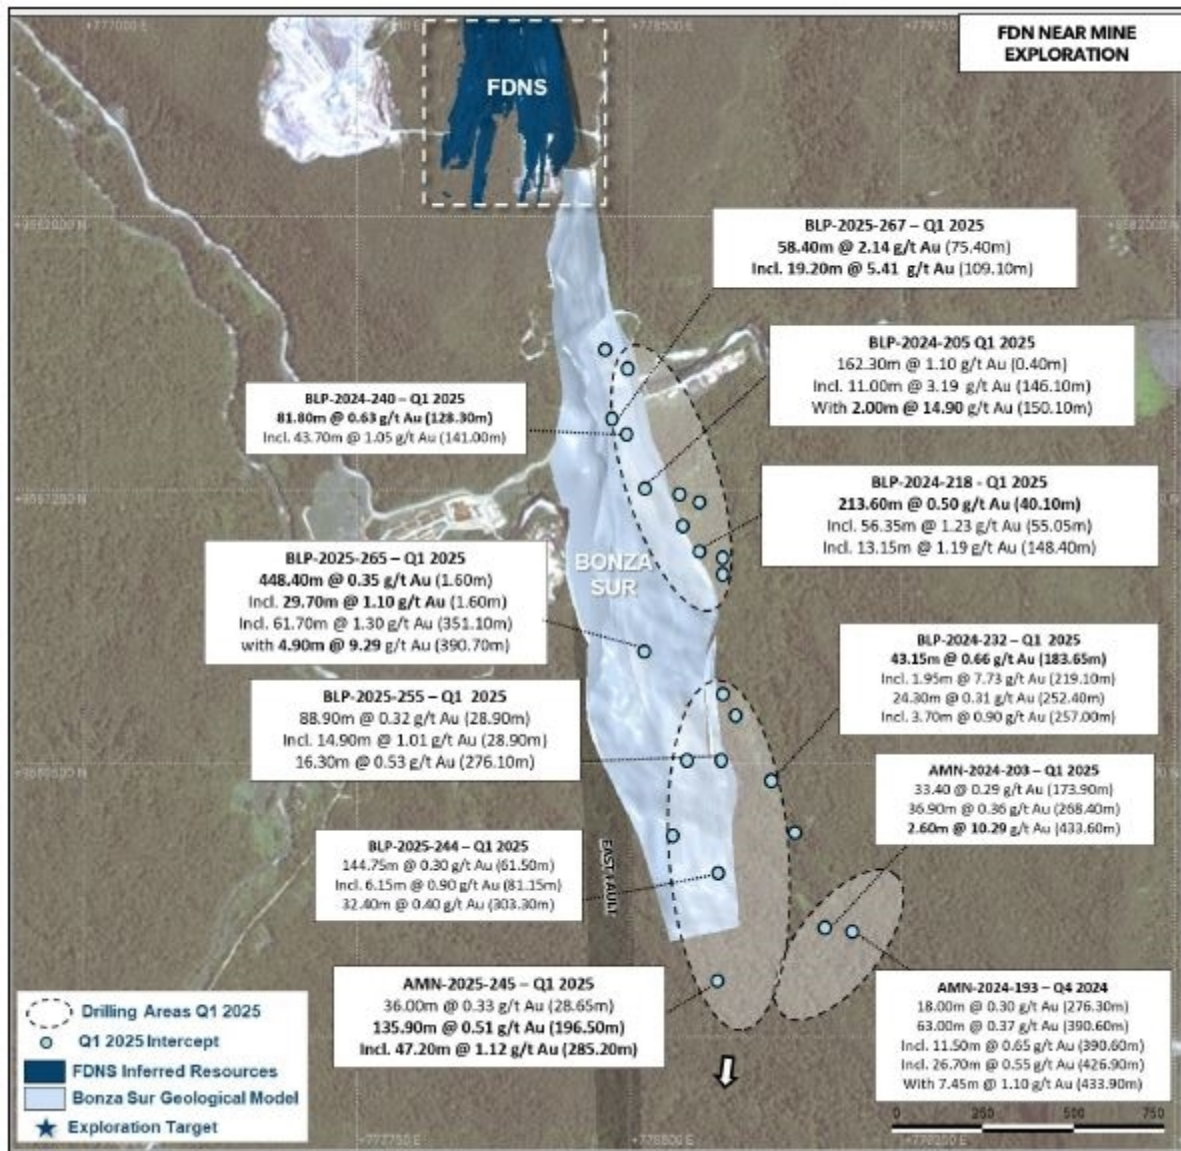 +777000 E
+778500 E
FDN NEAR MINE
EXPLORATION
FDNS
+9582000 N
BLP-2025-267 – Q1 2025
58.40m @ 2.14 g/t Au (75.40m)
Incl. 19.20m @ 5.41 g/t Au (109.10m)
BLP-2024-205 Q1 2025
162.30m @ 1.10 g/t Au (0.40m)
Incl. 11.00m @ 3.19 g/t Au (146.10m)
With 2.00m @ 14.90 g/t Au (150.10m)
BLP-2024-240 – Q1 2025
81.80m @ 0.63 g/t Au (128.30m)
Incl. 43.70m @ 1.05 g/t Au (141.00m)
BLP-2024-218 - Q1 2025
213.60m @ 0.50 g/t Au (40.10m)
Incl. 56.35m @ 1.23 g/t Au (55.05m)
Incl. 13.15m @ 1.19 g/t Au (148.40m)
BONZA
SUR
BLP-2025-265 – Q1 2025
448.40m @ 0.35 g/t Au (1.60m)
Incl. 29.70m @ 1.10 g/t Au (1.60m)
Incl. 61.70m @ 1.30 g/t Au (351.10m)
with 4.90m @ 9.29 g/t Au (390.70m)
BLP-2024-232 – Q1 2025
43.15m @ 0.66 g/t Au (183.65m)
Incl. 1.95m @ 7.73 g/t Au (219.10m)
24.30m @ 0.31 g/t Au (252.40m)
Incl. 3.70m @ 0.90 g/t Au (257.00m)
BLP-2025-255 – Q1 2025
88.90m @ 0.32 g/t Au (28.90m)
Incl. 14.90m @ 1.01 g/t Au (28.90m)
16.30m @ 0.53 g/t Au (276.10m)
AMN-2024-203 – Q1 2025
33.40 @ 0.29 g/t Au (173.90m)
36.90m @ 0.36 g/t Au (268.40m)
2.60m @ 10.29 g/t Au (433.60m)
BLP-2025-244 – Q1 2025
144.75m @ 0.30 g/t Au (61.50m)
Incl. 6.15m @ 0.90 g/t Au (81.15m)
32.40m @ 0.40 g/t Au (303.30m)
EAST FAULT
AMN-2025-245 – Q1 2025
36.00m @ 0.33 g/t Au (28.65m)
135.90m @ 0.51 g/t Au (196.50m)
Incl. 47.20m @ 1.12 g/t Au (285.20m)
AMN-2024-193 – Q4 2024
18.00m @ 0.30 g/t Au (276.30m)
63.00m @ 0.37 g/t Au (390.60m)
Incl. 11.50m @ 0.65 g/t Au (390.60m)
Incl. 26.70m @ 0.55 g/t Au (426.90m)
With 7.45m @ 1.10 g/t Au (433.90m)
Drilling Areas Q1 2025
Q1 2025 Intercept
FDNS Inferred Resources
Bonza Sur Geological Model
Exploration Target
0 250 500 750
+777750 E